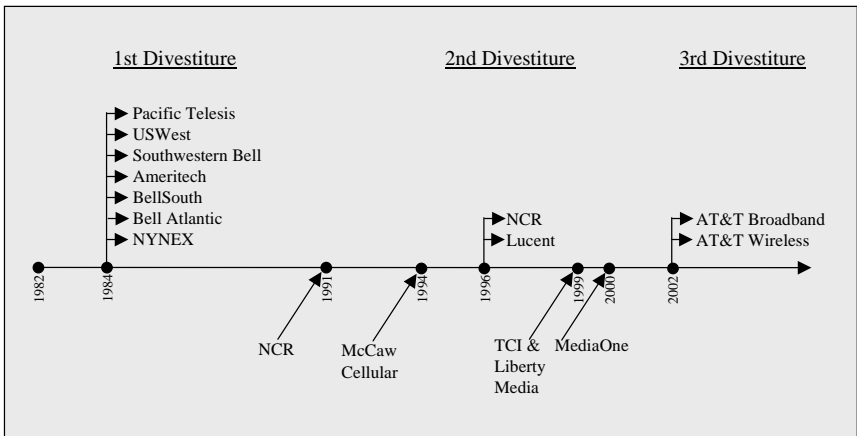 1st Divestiture
2nd Divestiture
3rd Divestiture
Pacific Telesis
USWest
Southwestern Bell
Ameritech
BellSouth
Bell Atlantic
NYNEX
NCR
Lucent
AT&T Broadband
AT&T Wireless
1982
1984
1991
1994
1996
1999
2000
2002
NCR
McCaw
Cellular
TCI &
Liberty
Media
MediaOne